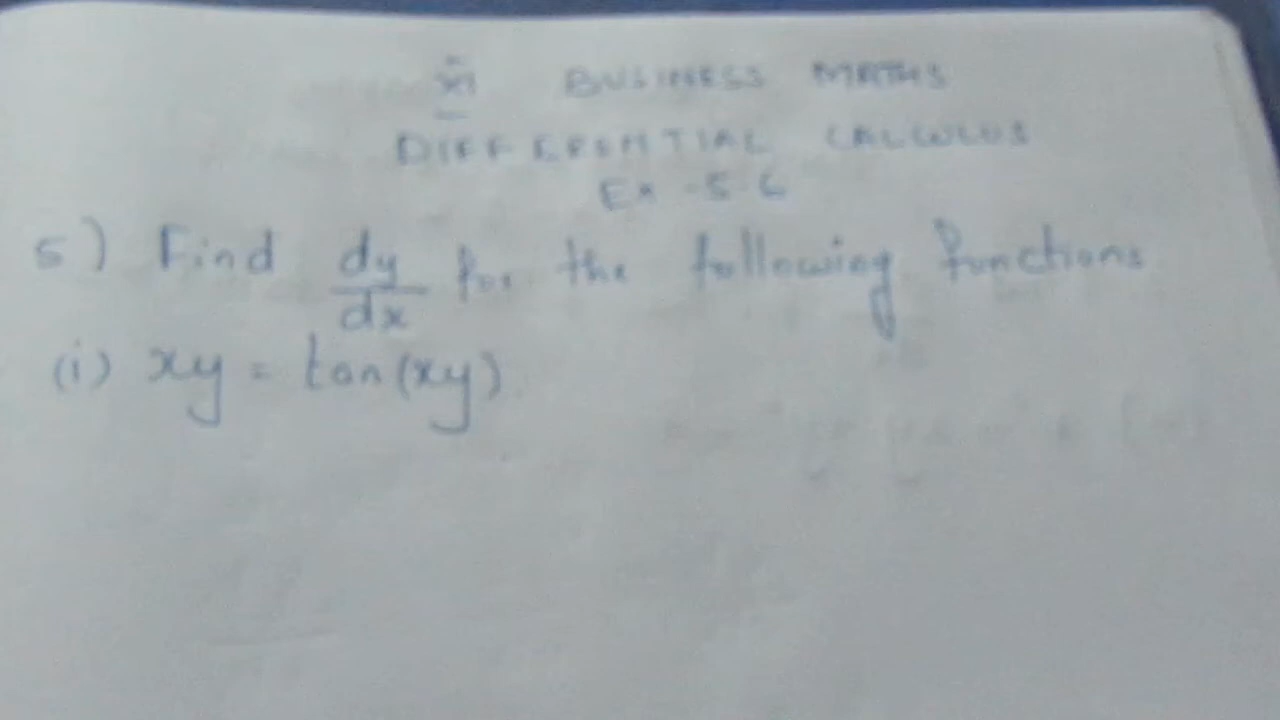 XI BUSINESS MATHS
DIFFERENTIAL CALCULUS
Ex - 5.6
5) Find dy/dx for the following functions
(i) xy = tan(xy)